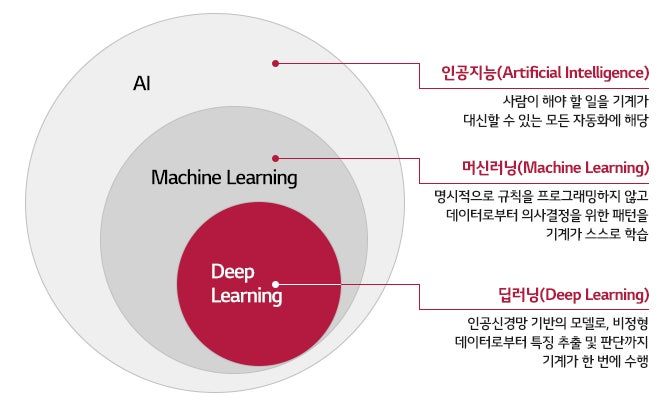 AI
Machine Learning
Deep
Learning
인공지능(Artificial Intelligence)
사람이 해야 할 일을 기계가
대신할 수 있는 모든 자동화에 해당
머신러닝(Machine Learning)
명시적으로 규칙을 프로그래밍하지 않고
데이터로부터 의사결정을 위한 패턴을
기계가 스스로 학습
딥러닝(Deep Learning)
인공신경망 기반의 모델로, 비정형
데이터로부터 특징 추출 및 판단까지
기계가 한 번에 수행